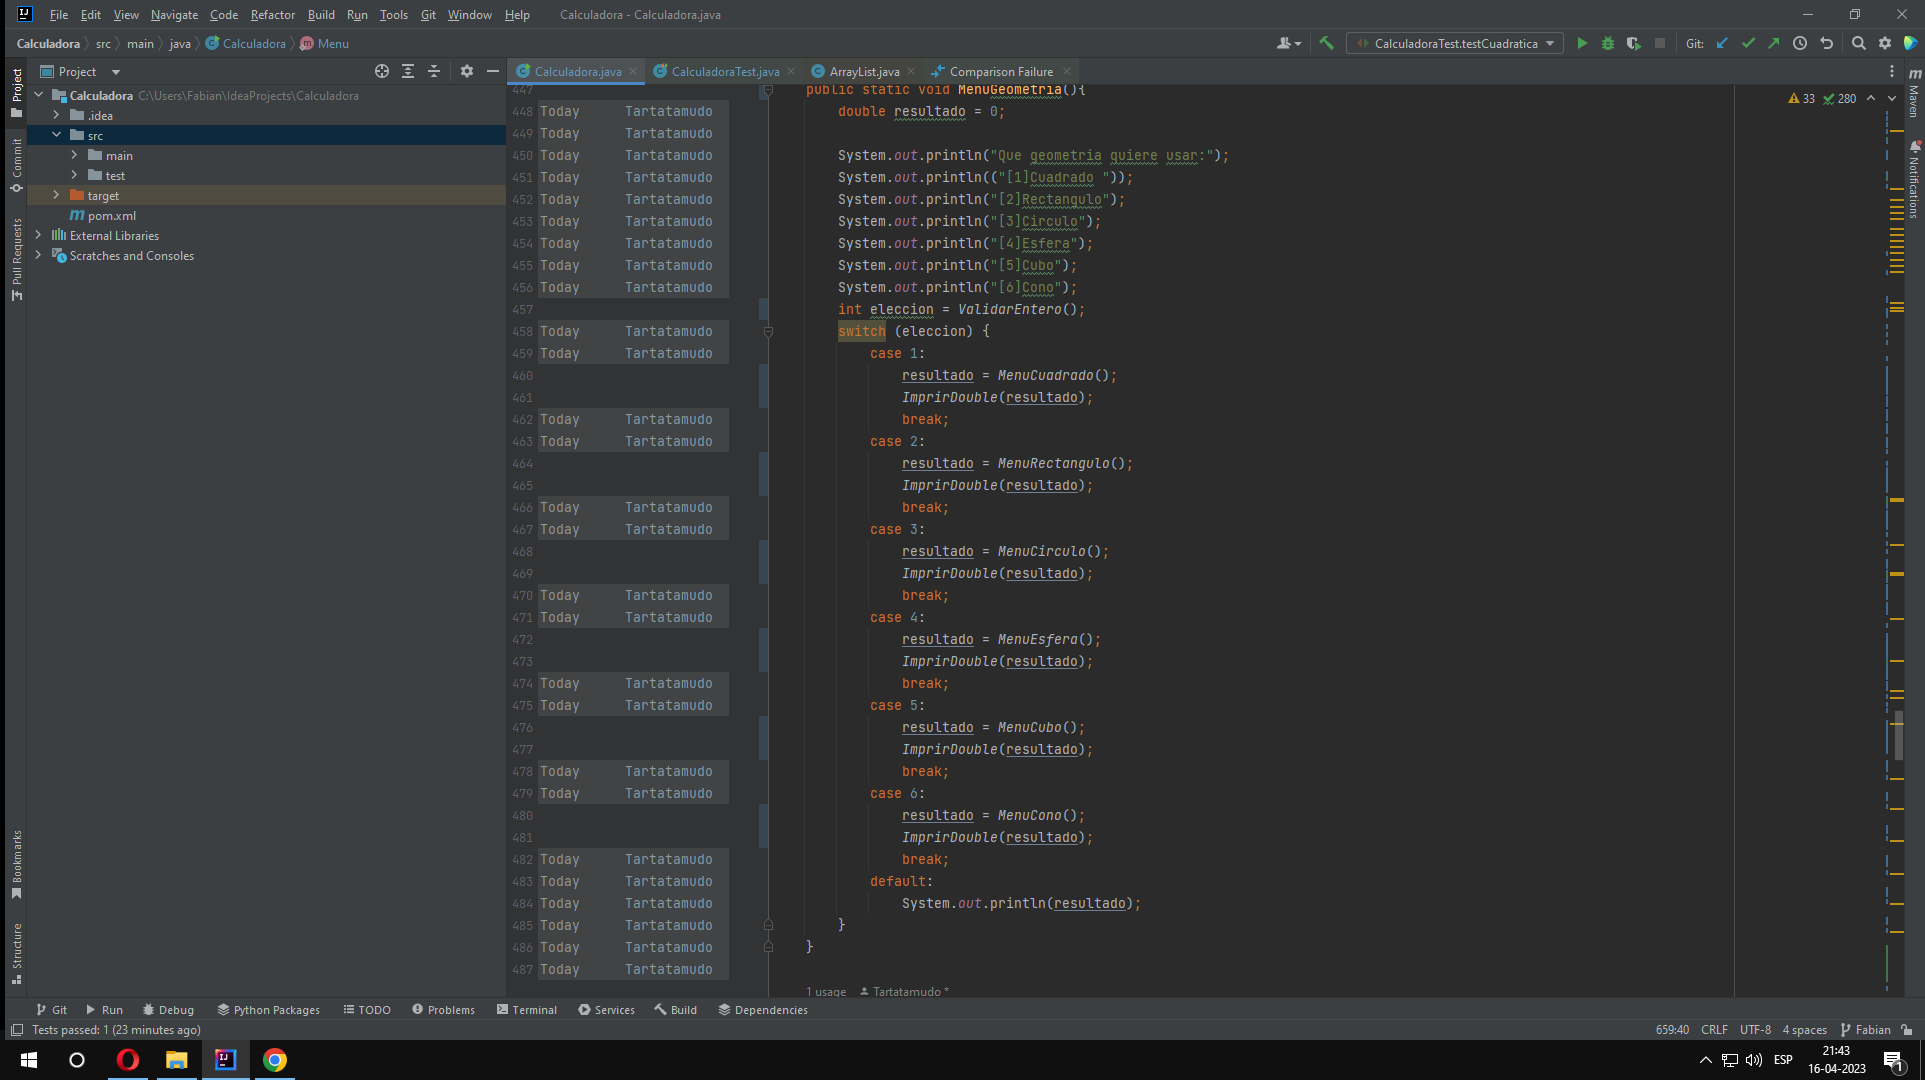 File Edit View Navigate Code Refactor Build Run Tools Git Window Help Calculadora - Calculadora.java
Calculadora src main java Calculadora Menu CalculadoraTest.testCuadratica Git:
Project
Calculadora.java CalculadoraTest.java ArrayList.java Comparison Failure
Calculadora C:\Users\Fabian\IdeaProjects\Calculadora
.idea
src
main
test
target
pom.xml
External Libraries
Scratches and Consoles
Project
Commit
Pull Requests
Bookmarks
Structure
Maven
Notifications
33 280
447 public static void MenuGeometria(){
448 Today Tartatamudo double resultado = 0;
449 Today Tartatamudo
450 Today Tartatamudo System.out.println("Que geometria quiere usar:");
451 Today Tartatamudo System.out.println(("[1]Cuadrado "));
452 Today Tartatamudo System.out.println("[2]Rectangulo");
453 Today Tartatamudo System.out.println("[3]Circulo");
454 Today Tartatamudo System.out.println("[4]Esfera");
455 Today Tartatamudo System.out.println("[5]Cubo");
456 Today Tartatamudo System.out.println("[6]Cono");
457 int eleccion = ValidarEntero();
458 Today Tartatamudo switch (eleccion) {
459 Today Tartatamudo case 1:
460 resultado = MenuCuadrado();
461 ImprirDouble(resultado);
462 Today Tartatamudo break;
463 Today Tartatamudo case 2:
464 resultado = MenuRectangulo();
465 ImprirDouble(resultado);
466 Today Tartatamudo break;
467 Today Tartatamudo case 3:
468 resultado = MenuCirculo();
469 ImprirDouble(resultado);
470 Today Tartatamudo break;
471 Today Tartatamudo case 4:
472 resultado = MenuEsfera();
473 ImprirDouble(resultado);
474 Today Tartatamudo break;
475 Today Tartatamudo case 5:
476 resultado = MenuCubo();
477 ImprirDouble(resultado);
478 Today Tartatamudo break;
479 Today Tartatamudo case 6:
480 resultado = MenuCono();
481 ImprirDouble(resultado);
482 Today Tartatamudo break;
483 Today Tartatamudo default:
484 Today Tartatamudo System.out.println(resultado);
485 Today Tartatamudo }
486 Today Tartatamudo }
487 Today Tartatamudo
1 usage Tartatamudo *
Git Run Debug Python Packages TODO Problems Terminal Services Build Dependencies
Tests passed: 1 (23 minutes ago) 659:40 CRLF UTF-8 4 spaces Fabian
ESP 21:43
16-04-2023 1